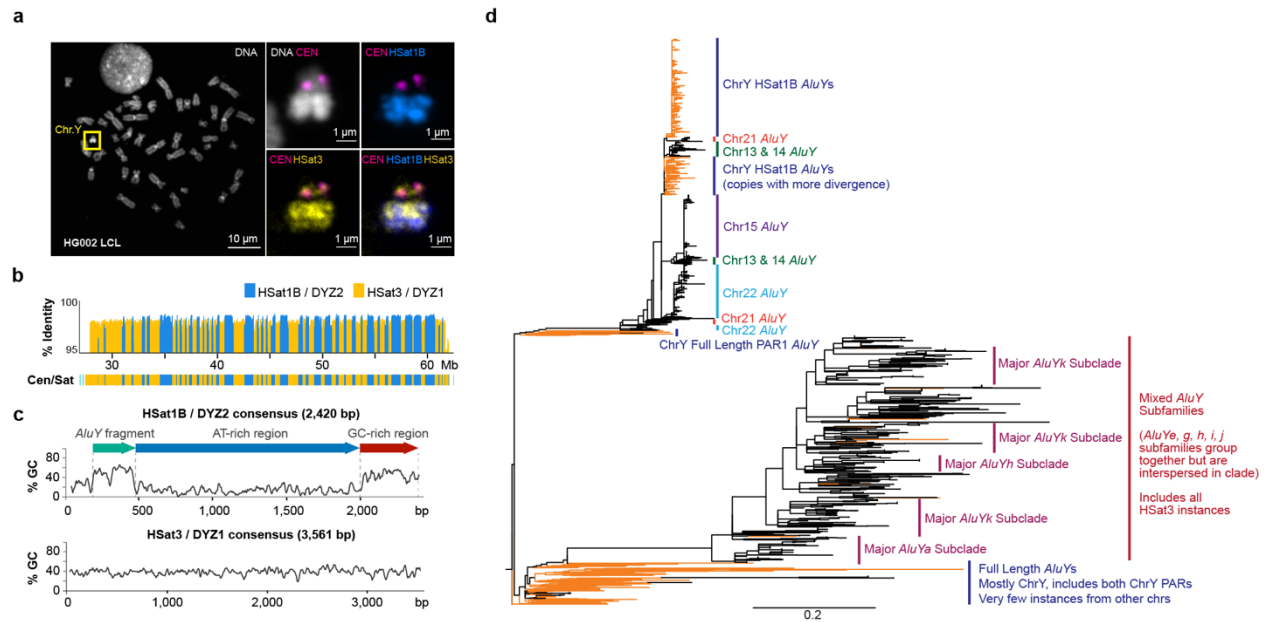 a
DNA
Chr.Y
HG002 LCL
10 µm
DNA CEN
1 µm
CEN HSat1B
1 µm
CEN HSat3
1 µm
CEN HSat1B HSat3
1 µm
b
HSat1B / DYZ2
HSat3 / DYZ1
% Identity
100
95
30
40
50
60
Mb
Cen/Sat
c
HSat1B / DYZ2 consensus (2,420 bp)
AluY fragment
AT-rich region
GC-rich region
% GC
80
40
0
0
500
1,000
1,500
2,000
bp
HSat3 / DYZ1 consensus (3,561 bp)
% GC
80
40
0
0
1,000
2,000
3,000
bp
d
ChrY HSat1B AluYs
Chr21 AluY
Chr13 & 14 AluY
ChrY HSat1B AluYs
(copies with more divergence)
Chr15 AluY
Chr13 & 14 AluY
Chr22 AluY
Chr21 AluY
Chr22 AluY
ChrY Full Length PAR1 AluY
Major AluYk Subclade
Major AluYk Subclade
Major AluYh Subclade
Major AluYk Subclade
Major AluYa Subclade
Mixed AluY
Subfamilies
(AluYe, g, h, i, j
subfamilies group
together but are
interspersed in clade)
Includes all
HSat3 instances
Full Length AluYs
Mostly ChrY, includes both ChrY PARs
Very few instances from other chrs
0.2